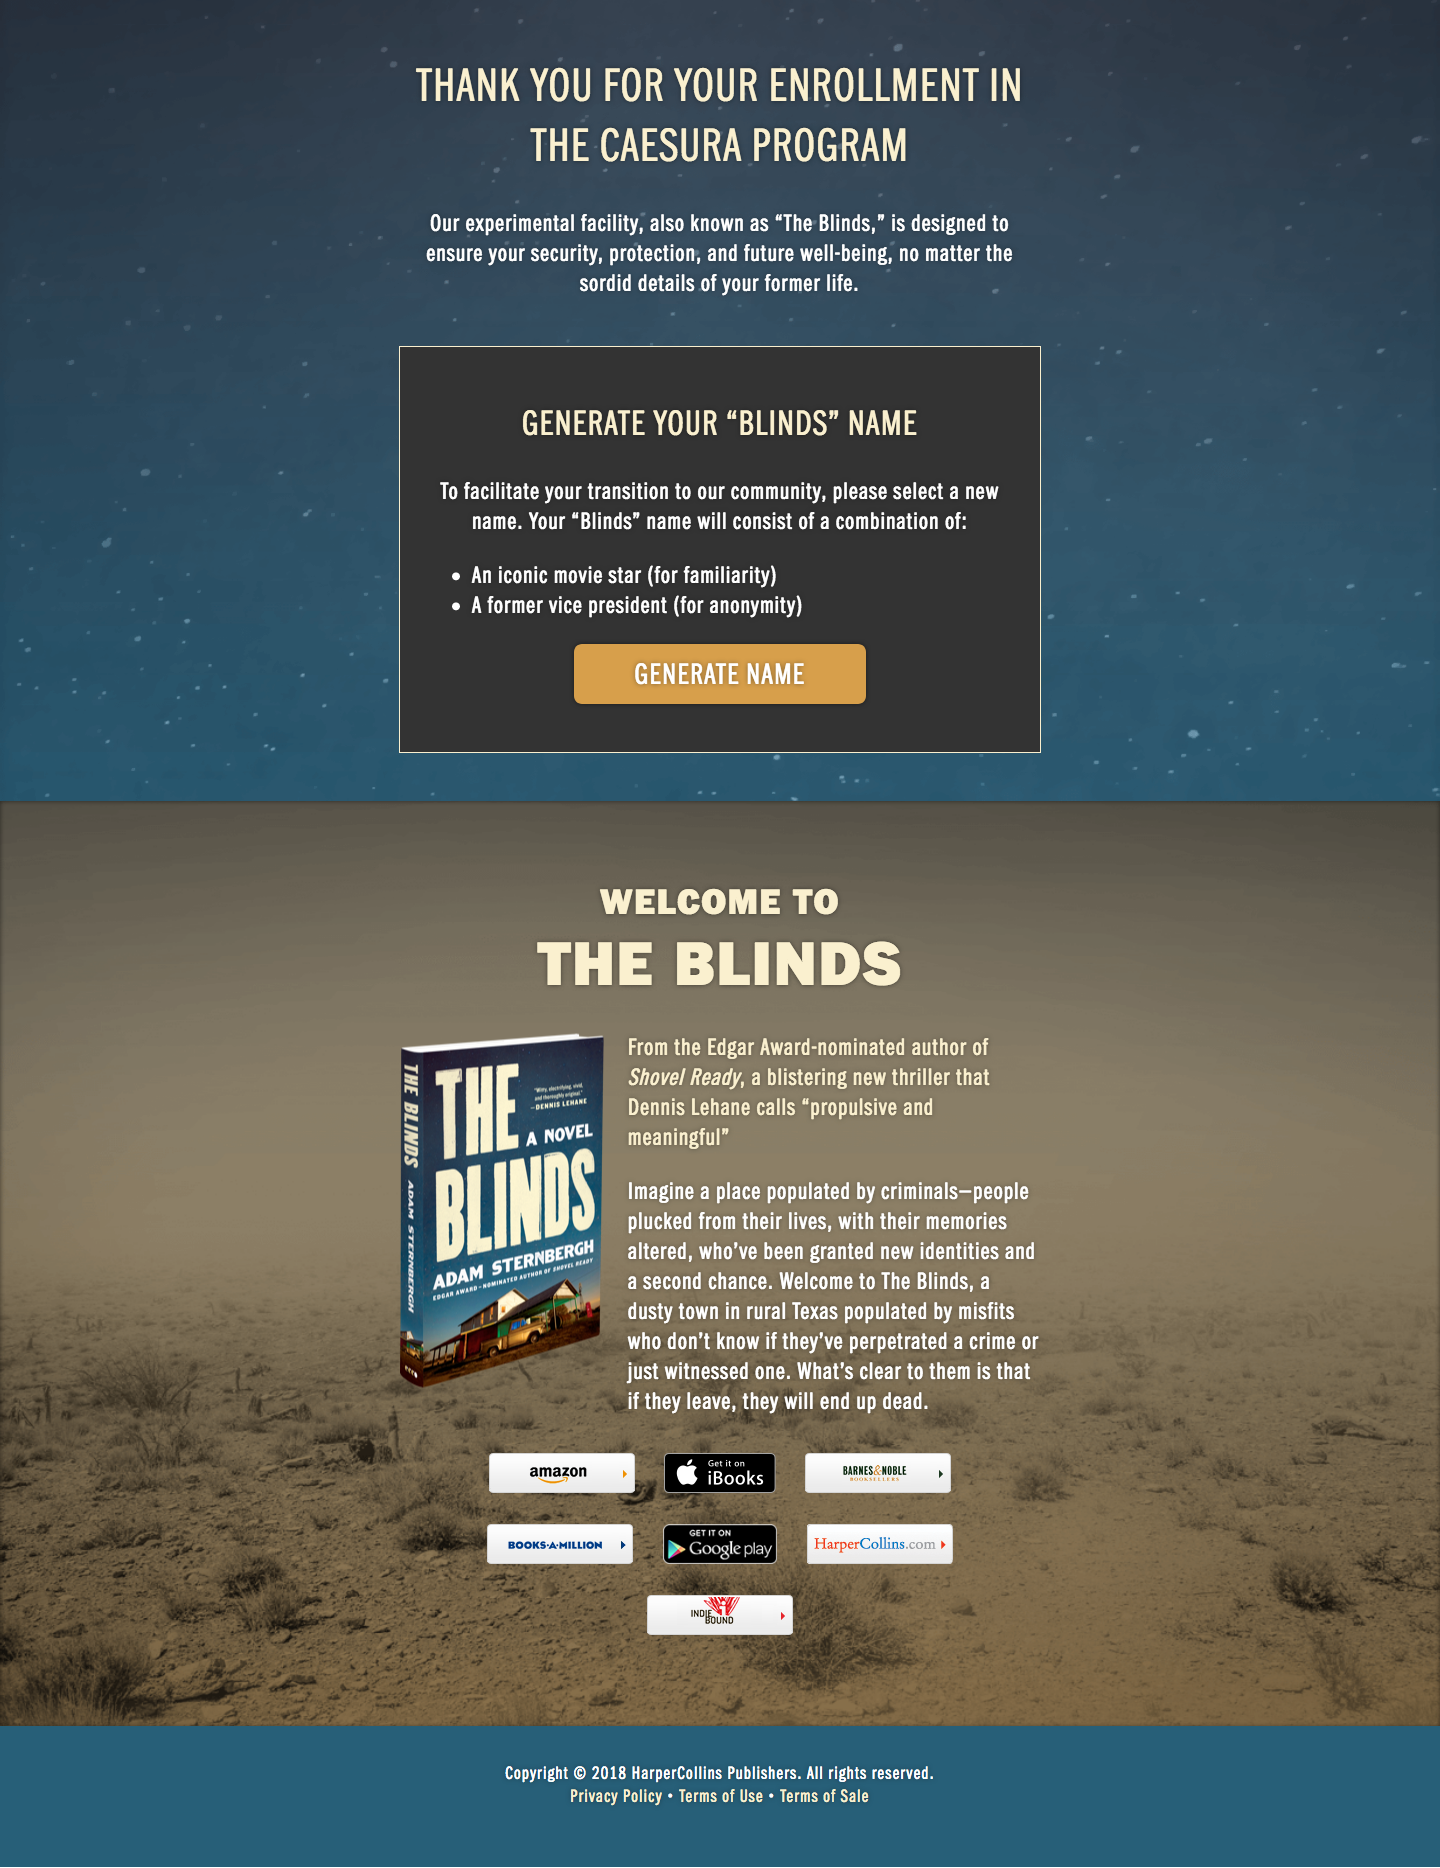 THANK YOU FOR YOUR ENROLLMENT IN
THE CAESURA PROGRAM
Our experimental facility, also known as “The Blinds,” is designed to
ensure your security, protection, and future well-being, no matter the
sordid details of your former life.
GENERATE YOUR “BLINDS” NAME
To facilitate your transition to our community, please select a new
name. Your “Blinds” name will consist of a combination of:
• An iconic movie star (for familiarity)
• A former vice president (for anonymity)
GENERATE NAME
WELCOME TO
THE BLINDS
THE BLINDS ADAM STERNBERGH
ecco
THE
"Witty, electrifying, vivid,
and thoroughly original."
—DENNIS LEHANE
A NOVEL
BLINDS
ADAM STERNBERGH
EDGAR AWARD–NOMINATED AUTHOR OF SHOVEL READY
From the Edgar Award-nominated author of
Shovel Ready, a blistering new thriller that
Dennis Lehane calls “propulsive and
meaningful”
Imagine a place populated by criminals—people
plucked from their lives, with their memories
altered, who’ve been granted new identities and
a second chance. Welcome to The Blinds, a
dusty town in rural Texas populated by misfits
who don’t know if they’ve perpetrated a crime or
just witnessed one. What’s clear to them is that
if they leave, they will end up dead.
amazon
Get it on
iBooks
BARNES&NOBLE
BOOKSELLERS
BOOKS·A·MILLION
GET IT ON
Google play
HarperCollins.com
INDIE
BOUND
Copyright © 2018 HarperCollins Publishers. All rights reserved.
Privacy Policy • Terms of Use • Terms of Sale